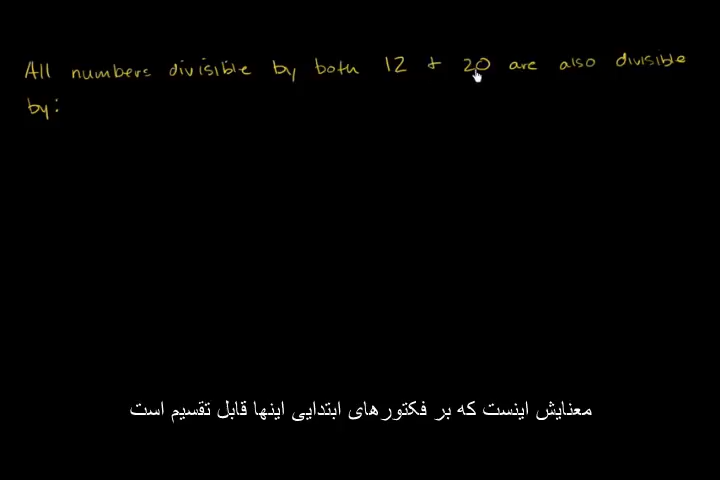 All numbers divisible by both 12 + 20 are also divisible
by:
معنایش اینست که بر فکتورهای ابتدایی اینها قابل تقسیم است